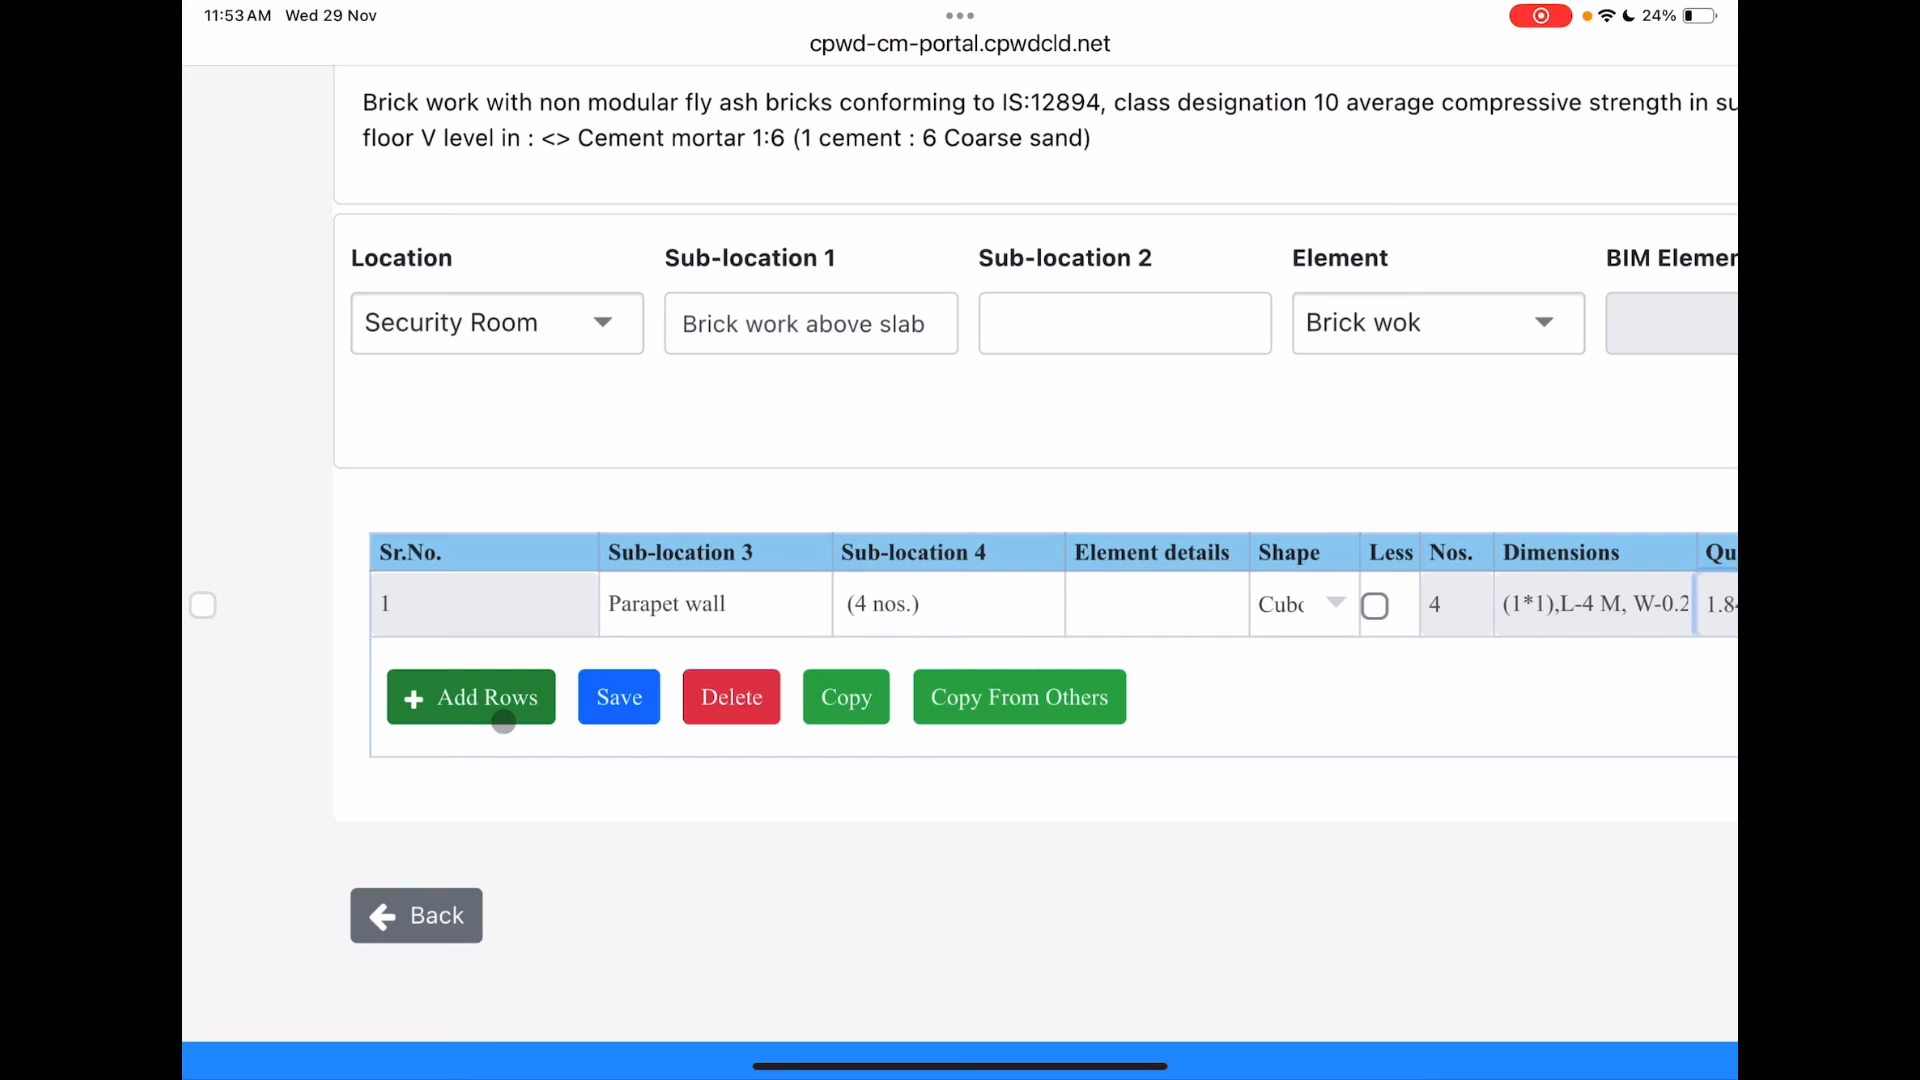 11:53 AM Wed 29 Nov
24%
cpwd-cm-portal.cpwdcld.net
Brick work with non modular fly ash bricks conforming to IS:12894, class designation 10 average compressive strength in su
floor V level in : <> Cement mortar 1:6 (1 cement : 6 Coarse sand)
Location Sub-location 1 Sub-location 2 Element BIM Elemen
Security Room Brick work above slab Brick wok
Sr.No. Sub-location 3 Sub-location 4 Element details Shape Less Nos. Dimensions Qu
1 Parapet wall (4 nos.) Cubo 4 (1*1),L-4 M, W-0.2 1.8
Add Rows Save Delete Copy Copy From Others
Back